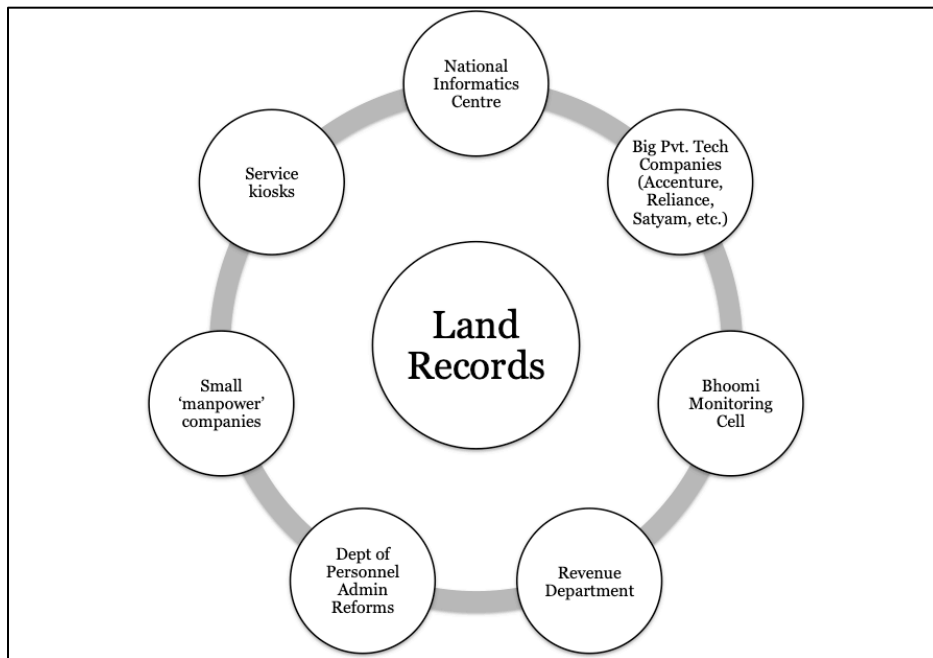 National
Informatics
Centre
Big Pvt. Tech
Companies
(Accenture,
Reliance,
Satyam, etc.)
Service
kiosks
Land
Records
Small
‘manpower’
companies
Bhoomi
Monitoring
Cell
Dept of
Personnel
Admin
Reforms
Revenue
Department